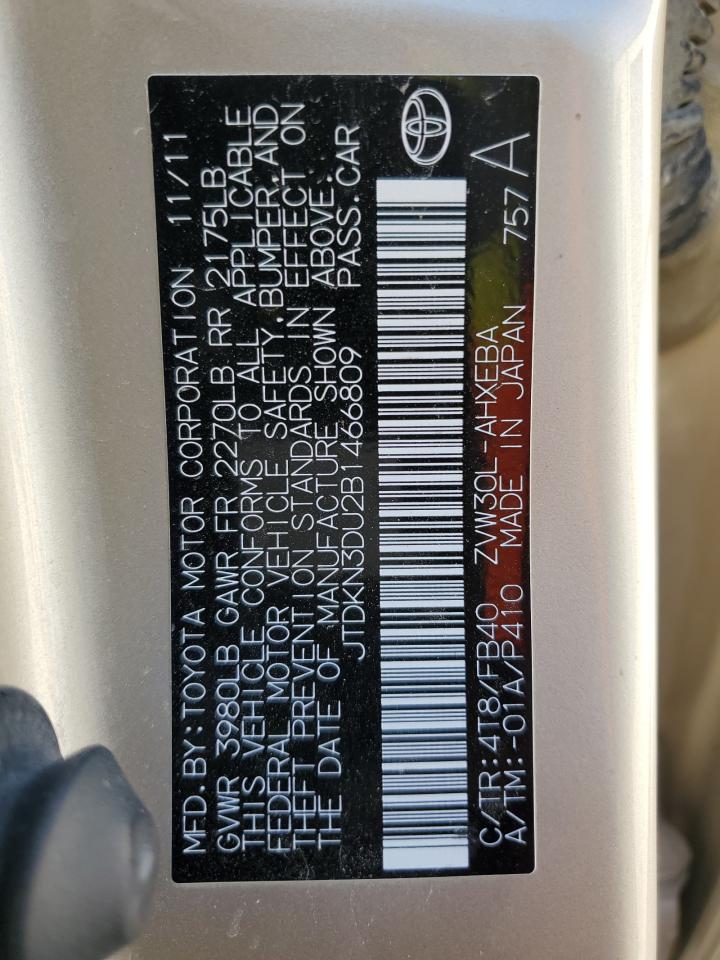 MFD.BY:TOYOTA MOTOR CORPORATION 11/11
GVWR 3980LB GAWR FR 2270LB RR 2175LB
THIS VEHICLE CONFORMS TO ALL APPLICABLE
FEDERAL MOTOR VEHICLE SAFETY,BUMPER,AND
THEFT PREVENTION STANDARDS IN EFFECT ON
THE DATE OF MANUFACTURE SHOWN ABOVE.
JTDKN3DU2B1466809 PASS.CAR
C/TR:4T8/FB40 ZVW30L-AHXEBA
A/TM:-01A/P410 MADE IN JAPAN 757 A